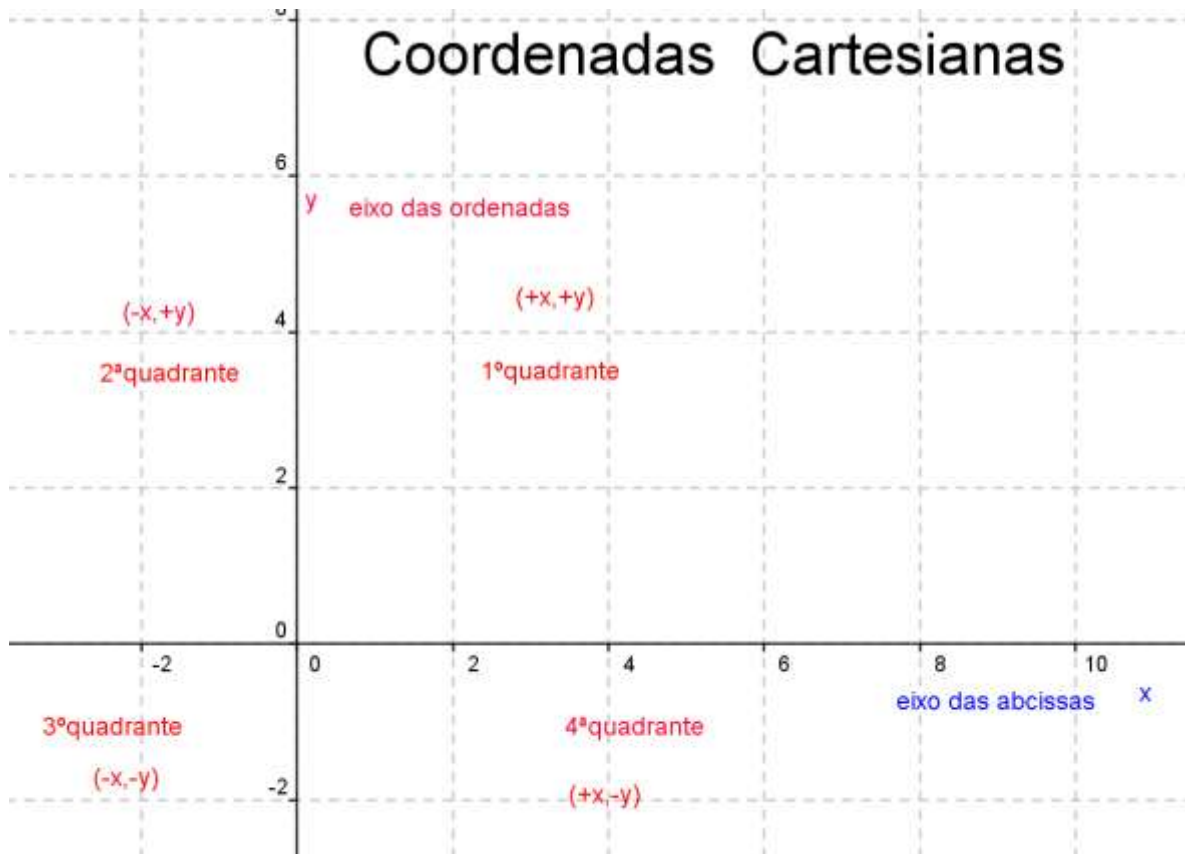 8
Coordenadas Cartesianas
6
y eixo das ordenadas
(-x,+y)
(+x,+y)
4
2ªquadrante
1ºquadrante
2
0
-2 0 2 4 6 8 10
eixo das abcissas x
3ºquadrante
4ªquadrante
(-x,-y)
-2
(+x,-y)